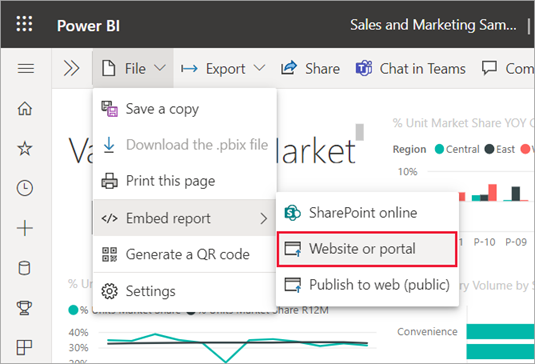 Power BI
Sales and Marketing Sam... |
File
Export
Share
Chat in Teams
Com
Save a copy
Download the .pbix file
Print this page
Embed report
Generate a QR code
Settings
SharePoint online
Website or portal
Publish to web (public)
Market
% Unit Market Share YOY C
Region
Central
East
W
10%
P-10
P-09
% Units Market Share
% Units Market Share R12M
40%
30%
20%
ry Volume by S
Convenience